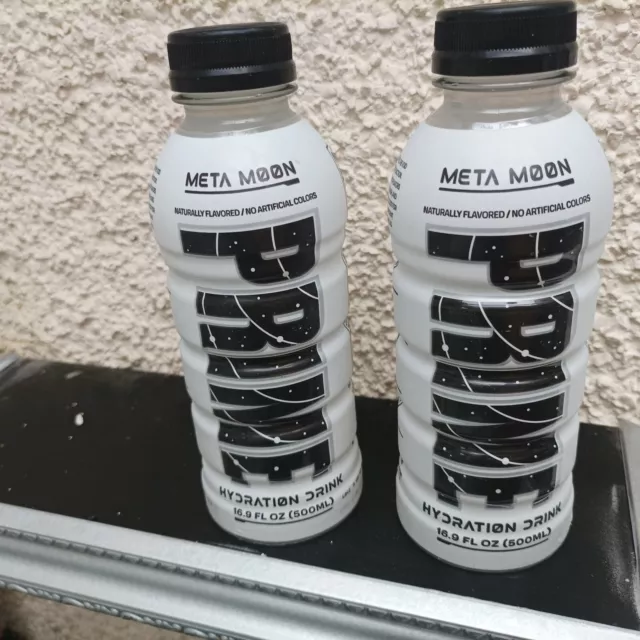 META MOON
NATURALLY FLAVORED / NO ARTIFICIAL COLORS
PRIME
HYDRATION DRINK
16.9 FL OZ (500ML)
META MOON
NATURALLY FLAVORED / NO ARTIFICIAL COLORS
PRIME
HYDRATION DRINK
16.9 FL OZ (500ML)